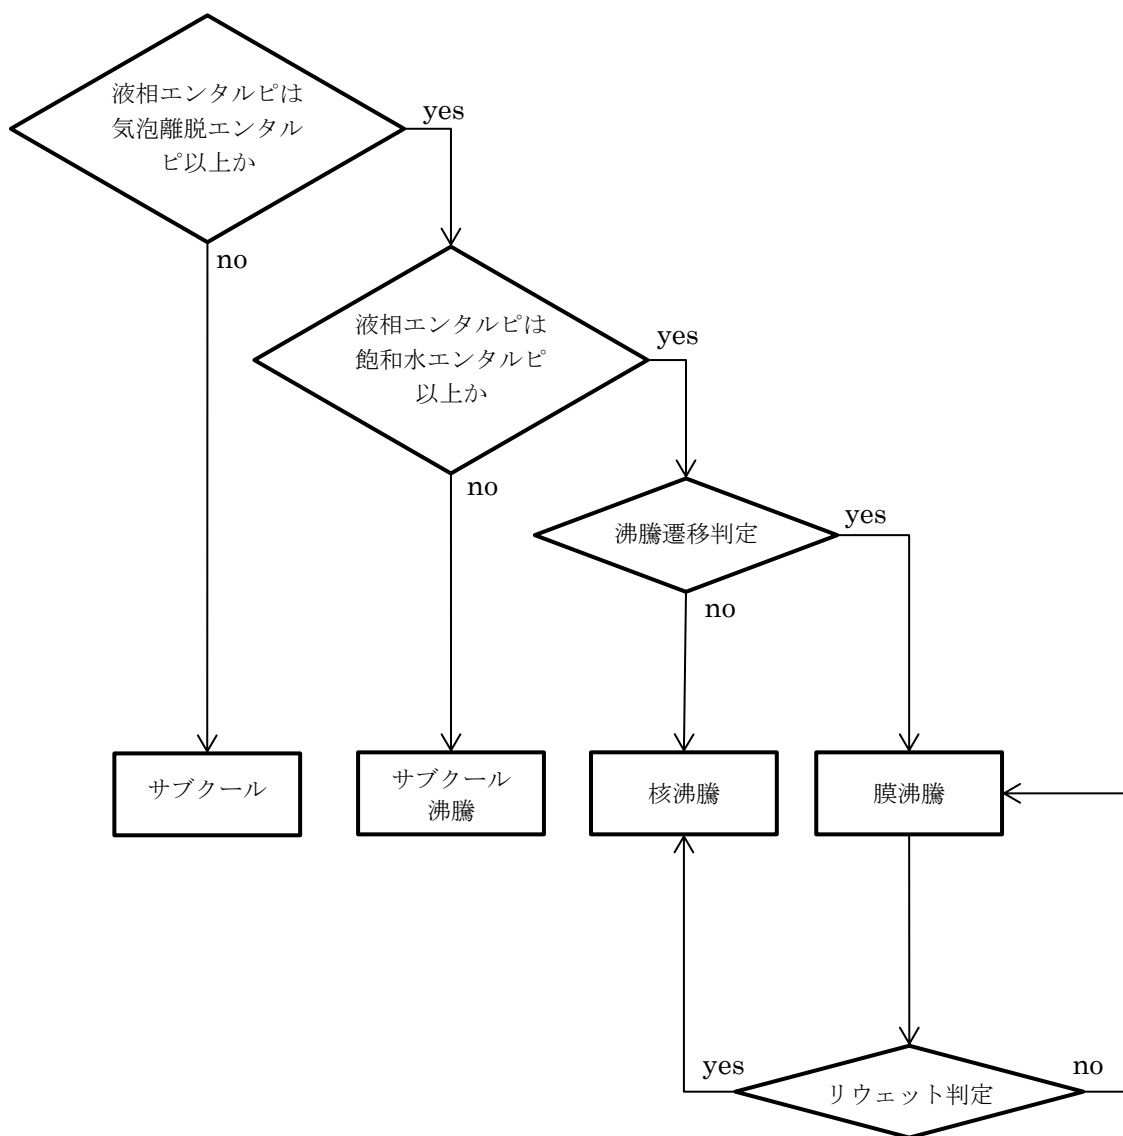 液相エンタルピは
気泡離脱エンタル
ピ以上か
yes
no
液相エンタルピは
飽和水エンタルピ
以上か
yes
no
沸騰遷移判定
yes
no
サブクール
サブクール
沸騰
核沸騰
膜沸騰
yes
リウェット判定
no